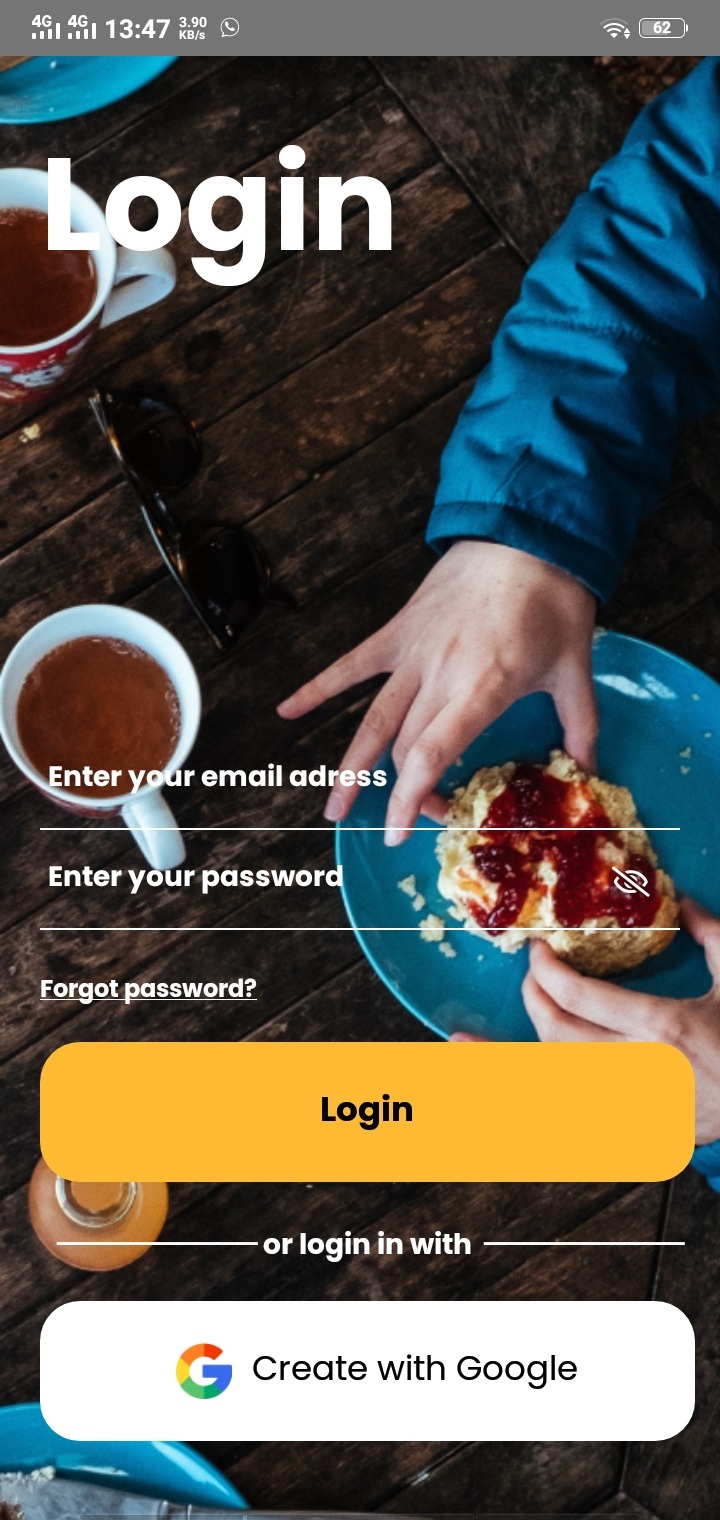 4G 4G 13:47 3.90 KB/s 62
Login
Enter your email adress
Enter your password
Forgot password?
Login
or login in with
Create with Google